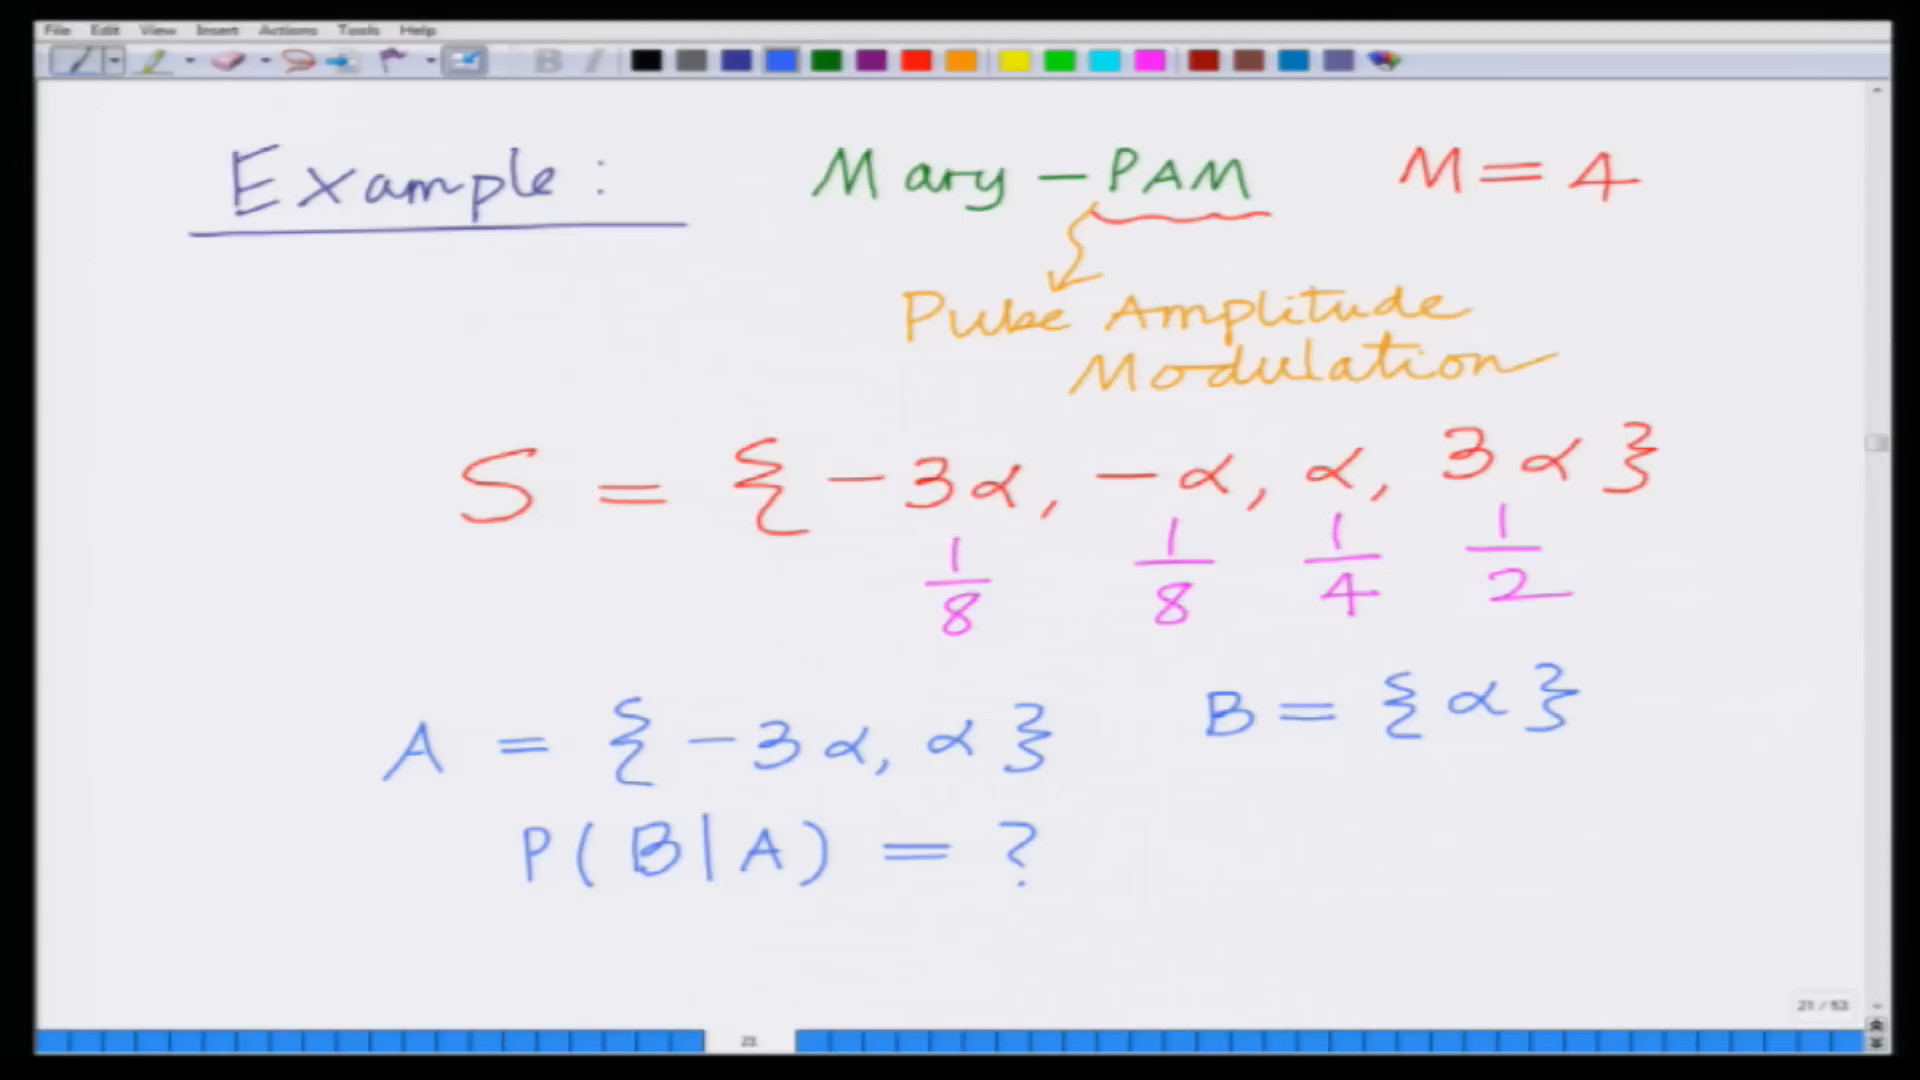 File Edit View Insert Actions Tools Help
B I
Example : Mary - PAM M = 4
Pulse Amplitude
Modulation
S = { -3α, -α, α, 3α }
1/8 1/8 1/4 1/2
A = { -3α, α } B = { α }
P( B | A ) = ?
21 / 53
21